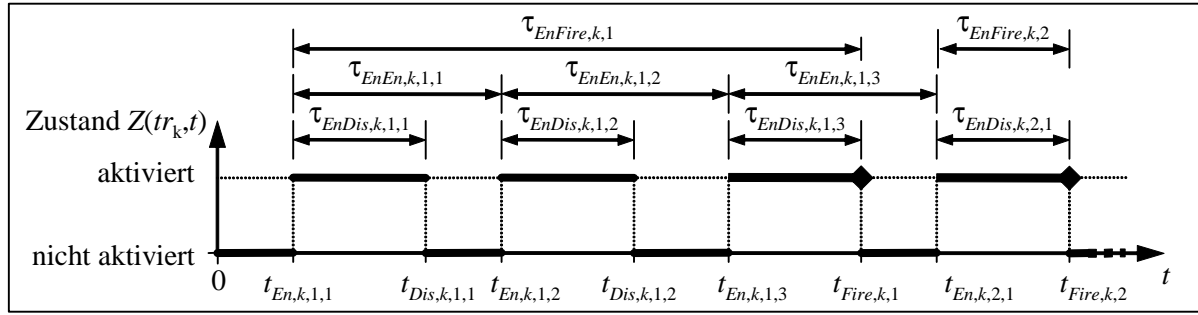 τEnFire,k,1 τEnFire,k,2
τEnEn,k,1,1 τEnEn,k,1,2 τEnEn,k,1,3
Zustand Z(trk,t) τEnDis,k,1,1 τEnDis,k,1,2 τEnDis,k,1,3 τEnDis,k,2,1
aktiviert
nicht aktiviert
0 tEn,k,1,1 tDis,k,1,1 tEn,k,1,2 tDis,k,1,2 tEn,k,1,3 tFire,k,1 tEn,k,2,1 tFire,k,2 t